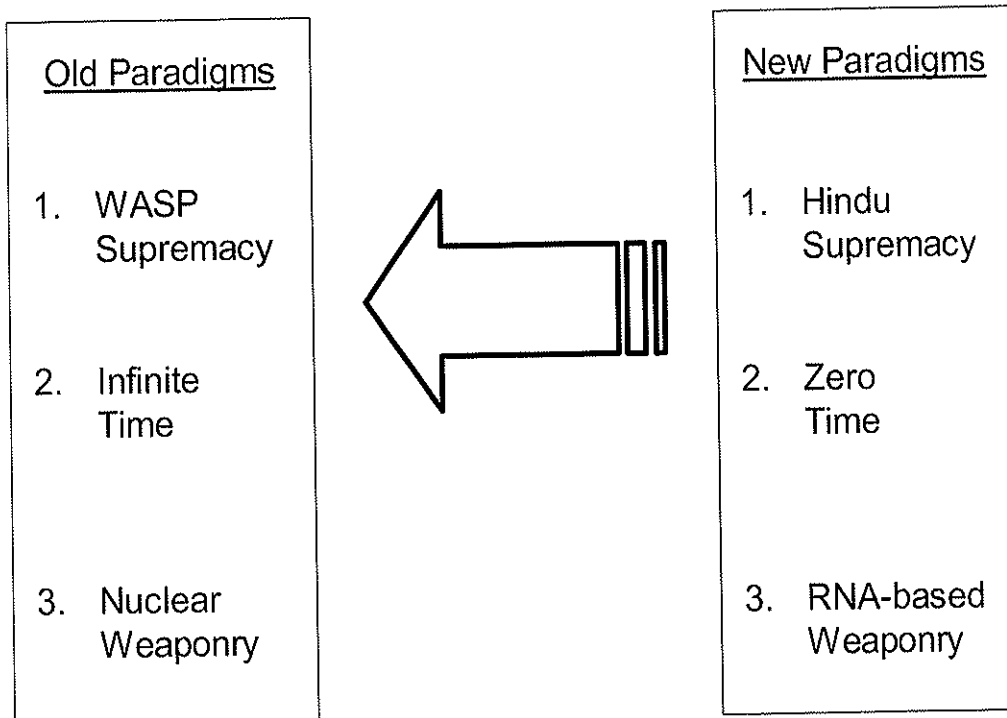 Old Paradigms
1. WASP
Supremacy
2. Infinite
Time
3. Nuclear
Weaponry
New Paradigms
1. Hindu
Supremacy
2. Zero
Time
3. RNA-based
Weaponry